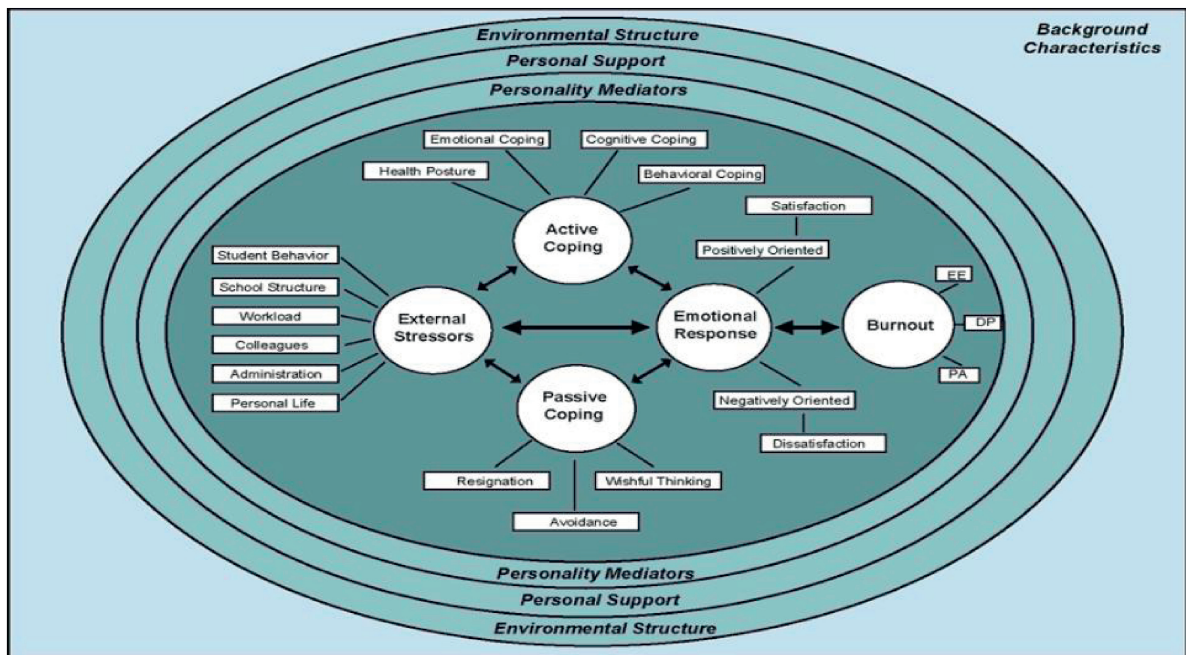 Environmental Structure
Background
Characteristics
Personal Support
Personality Mediators
Emotional Coping
Cognitive Coping
Health Posture
Behavioral Coping
Active
Coping
Satisfaction
Positively Oriented
Student Behavior
School Structure
Workload
Colleagues
Administration
Personal Life
External
Stressors
Emotional
Response
Burnout
EE
DP
PA
Passive
Coping
Negatively Oriented
Dissatisfaction
Resignation
Wishful Thinking
Avoidance
Personality Mediators
Personal Support
Environmental Structure